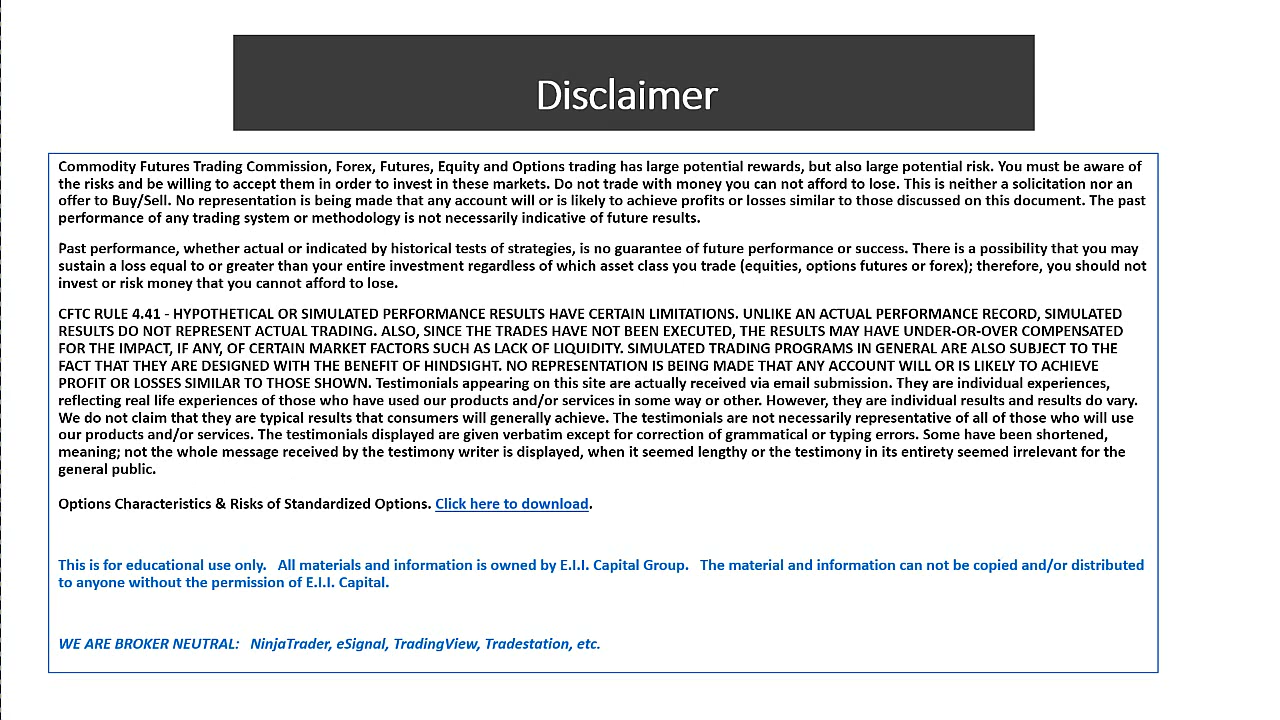 Disclaimer
Commodity Futures Trading Commission, Forex, Futures, Equity and Options trading has large potential rewards, but also large potential risk. You must be aware of
the risks and be willing to accept them in order to invest in these markets. Do not trade with money you can not afford to lose. This is neither a solicitation nor an
offer to Buy/Sell. No representation is being made that any account will or is likely to achieve profits or losses similar to those discussed on this document. The past
performance of any trading system or methodology is not necessarily indicative of future results.
Past performance, whether actual or indicated by historical tests of strategies, is no guarantee of future performance or success. There is a possibility that you may
sustain a loss equal to or greater than your entire investment regardless of which asset class you trade (equities, options futures or forex); therefore, you should not
invest or risk money that you cannot afford to lose.
CFTC RULE 4.41 - HYPOTHETICAL OR SIMULATED PERFORMANCE RESULTS HAVE CERTAIN LIMITATIONS. UNLIKE AN ACTUAL PERFORMANCE RECORD, SIMULATED
RESULTS DO NOT REPRESENT ACTUAL TRADING. ALSO, SINCE THE TRADES HAVE NOT BEEN EXECUTED, THE RESULTS MAY HAVE UNDER-OR-OVER COMPENSATED
FOR THE IMPACT, IF ANY, OF CERTAIN MARKET FACTORS SUCH AS LACK OF LIQUIDITY. SIMULATED TRADING PROGRAMS IN GENERAL ARE ALSO SUBJECT TO THE
FACT THAT THEY ARE DESIGNED WITH THE BENEFIT OF HINDSIGHT. NO REPRESENTATION IS BEING MADE THAT ANY ACCOUNT WILL OR IS LIKELY TO ACHIEVE
PROFIT OR LOSSES SIMILAR TO THOSE SHOWN. Testimonials appearing on this site are actually received via email submission. They are individual experiences,
reflecting real life experiences of those who have used our products and/or services in some way or other. However, they are individual results and results do vary.
We do not claim that they are typical results that consumers will generally achieve. The testimonials are not necessarily representative of all of those who will use
our products and/or services. The testimonials displayed are given verbatim except for correction of grammatical or typing errors. Some have been shortened,
meaning; not the whole message received by the testimony writer is displayed, when it seemed lengthy or the testimony in its entirety seemed irrelevant for the
general public.
Options Characteristics & Risks of Standardized Options. Click here to download.
This is for educational use only.   All materials and information is owned by E.I.I. Capital Group.   The material and information can not be copied and/or distributed
to anyone without the permission of E.I.I. Capital.
WE ARE BROKER NEUTRAL:   NinjaTrader, eSignal, TradingView, Tradestation, etc.